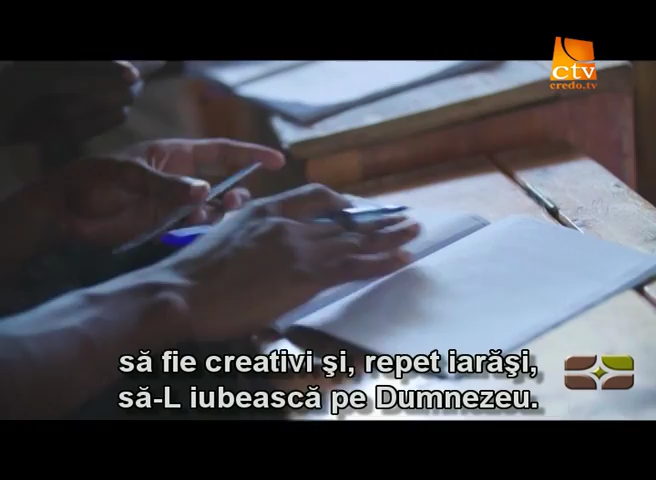 ctv
credo.tv
să fie creativi şi, repet iarăşi,
să-L iubească pe Dumnezeu.